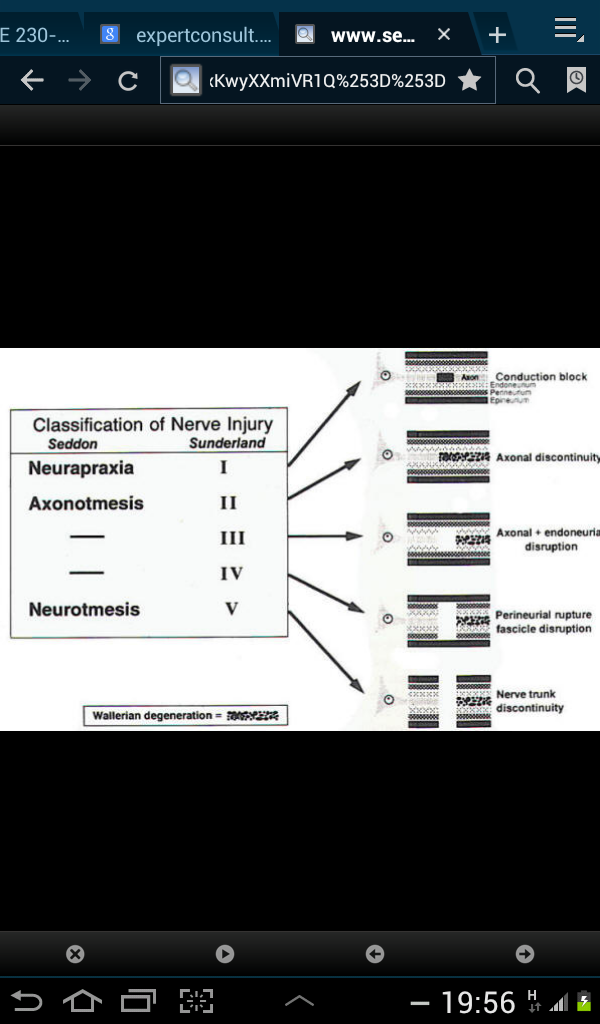 E 230-...
expertconsult....
www.se...
KwyXXmiVR1Q%253D%253D
Classification of Nerve Injury
Seddon Sunderland
Neurapraxia I
Axonotmesis II
— III
— IV
Neurotmesis V
Wallerian degeneration =
Axon
Endoneurium
Perineurium
Epineurium
Conduction block
Axonal discontinuity
Axonal + endoneuria
disruption
Perineurial rupture
fascicle disruption
Nerve trunk
discontinuity
19:56 H